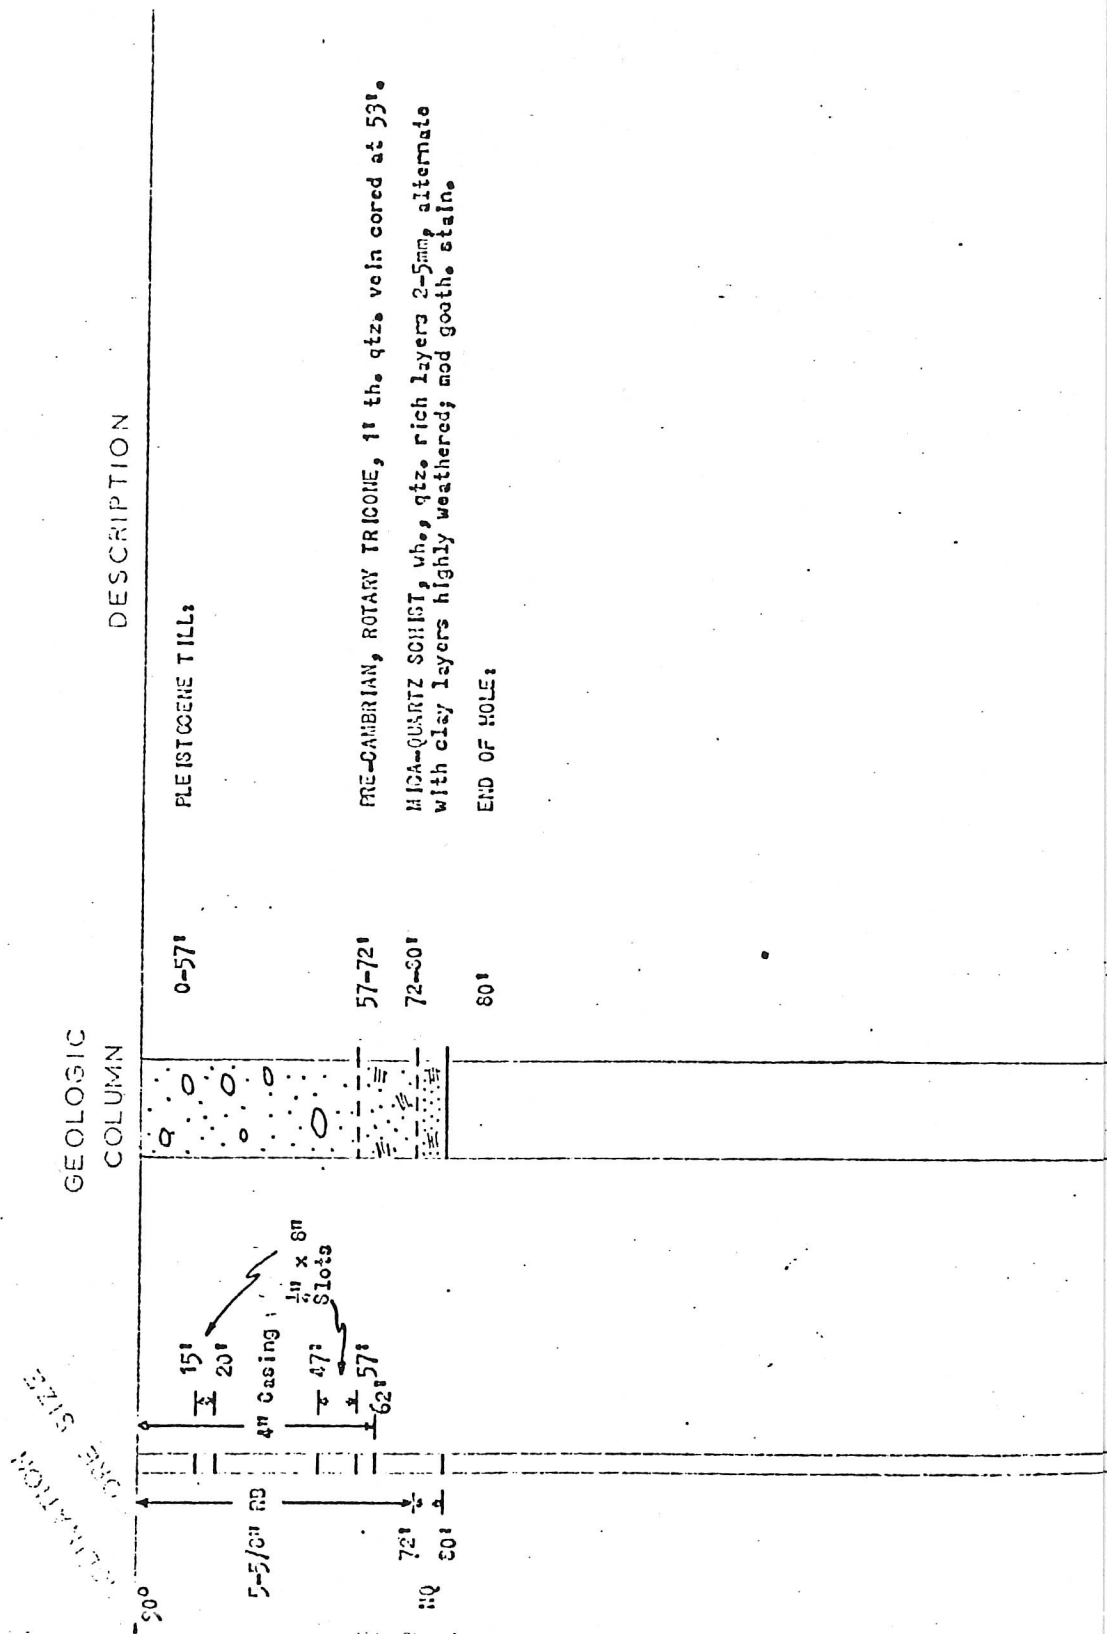 GEOLOGIC
COLUMN
DESCRIPTION
SIZE
-90°
5-5/8" RB
72'
80'
15'
20'
4" Casing
x 8"
Slots
47'
57'
62'
0-57'
PLEISTOCENE TILL:
57-72'
PRE-CAMBRIAN, ROTARY TRICONE, 1' th. qtz. vein cored at 53'.
72-80'
MICA-QUARTZ SCHIST, wh., qtz. rich layers 2-5mm, alternate
with clay layers highly weathered; mod goeth. stain.
80'
END OF HOLE: